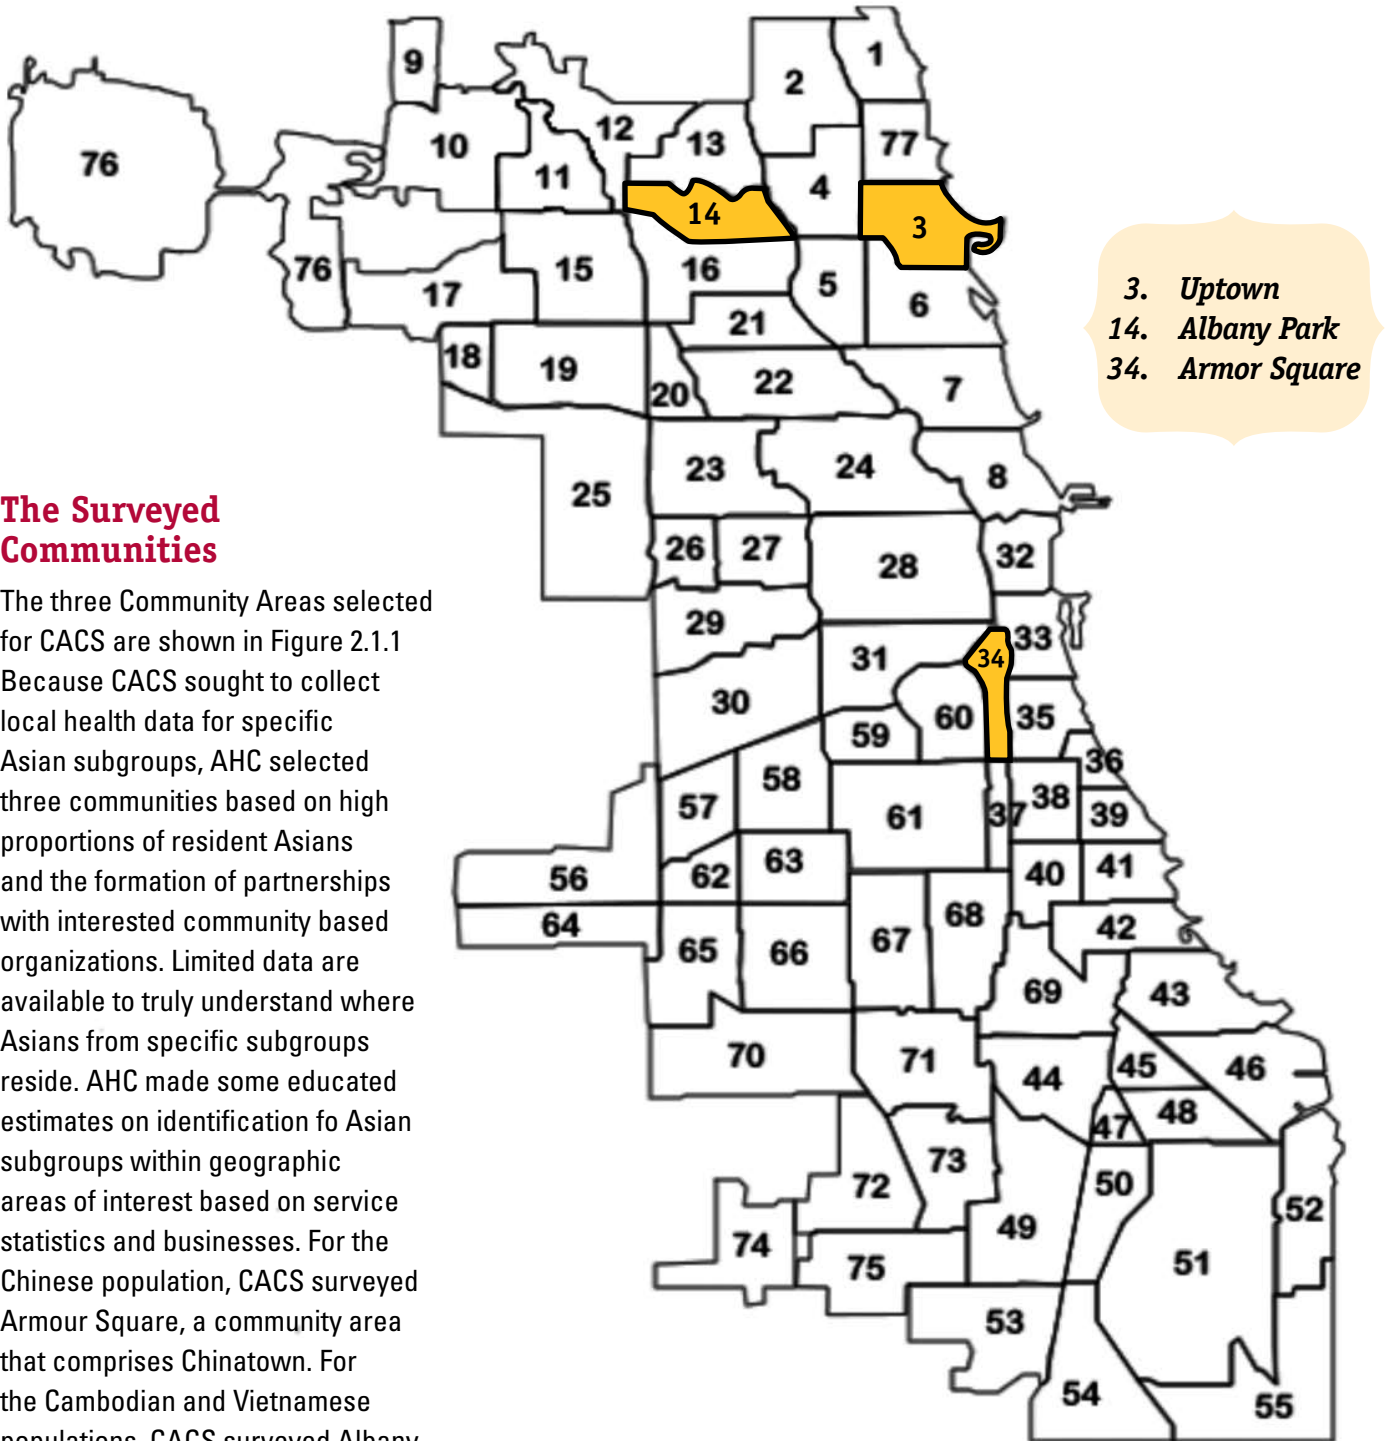 9
1
2
76
10
12
13
77
11
4
14
3
76
15
16
5
17
6
21
3. Uptown
14. Albany Park
34. Armor Square
18
19
20
22
7
23
24
8
25
The Surveyed
Communities
26
27
28
32
The three Community Areas selected
for CACS are shown in Figure 2.1.1
Because CACS sought to collect
local health data for specific
Asian subgroups, AHC selected
three communities based on high
proportions of resident Asians
and the formation of partnerships
with interested community based
organizations. Limited data are
available to truly understand where
Asians from specific subgroups
reside. AHC made some educated
estimates on identification fo Asian
subgroups within geographic
areas of interest based on service
statistics and businesses. For the
Chinese population, CACS surveyed
Armour Square, a community area
that comprises Chinatown. For
the Cambodian and Vietnamese
populations, CACS surveyed Albany
29
33
31
34
30
60
35
59
36
58
57
38
37
39
61
63
62
40
41
56
64
68
42
65
66
67
69
43
70
71
44
45
46
48
47
73
72
50
49
52
74
75
51
53
54
55